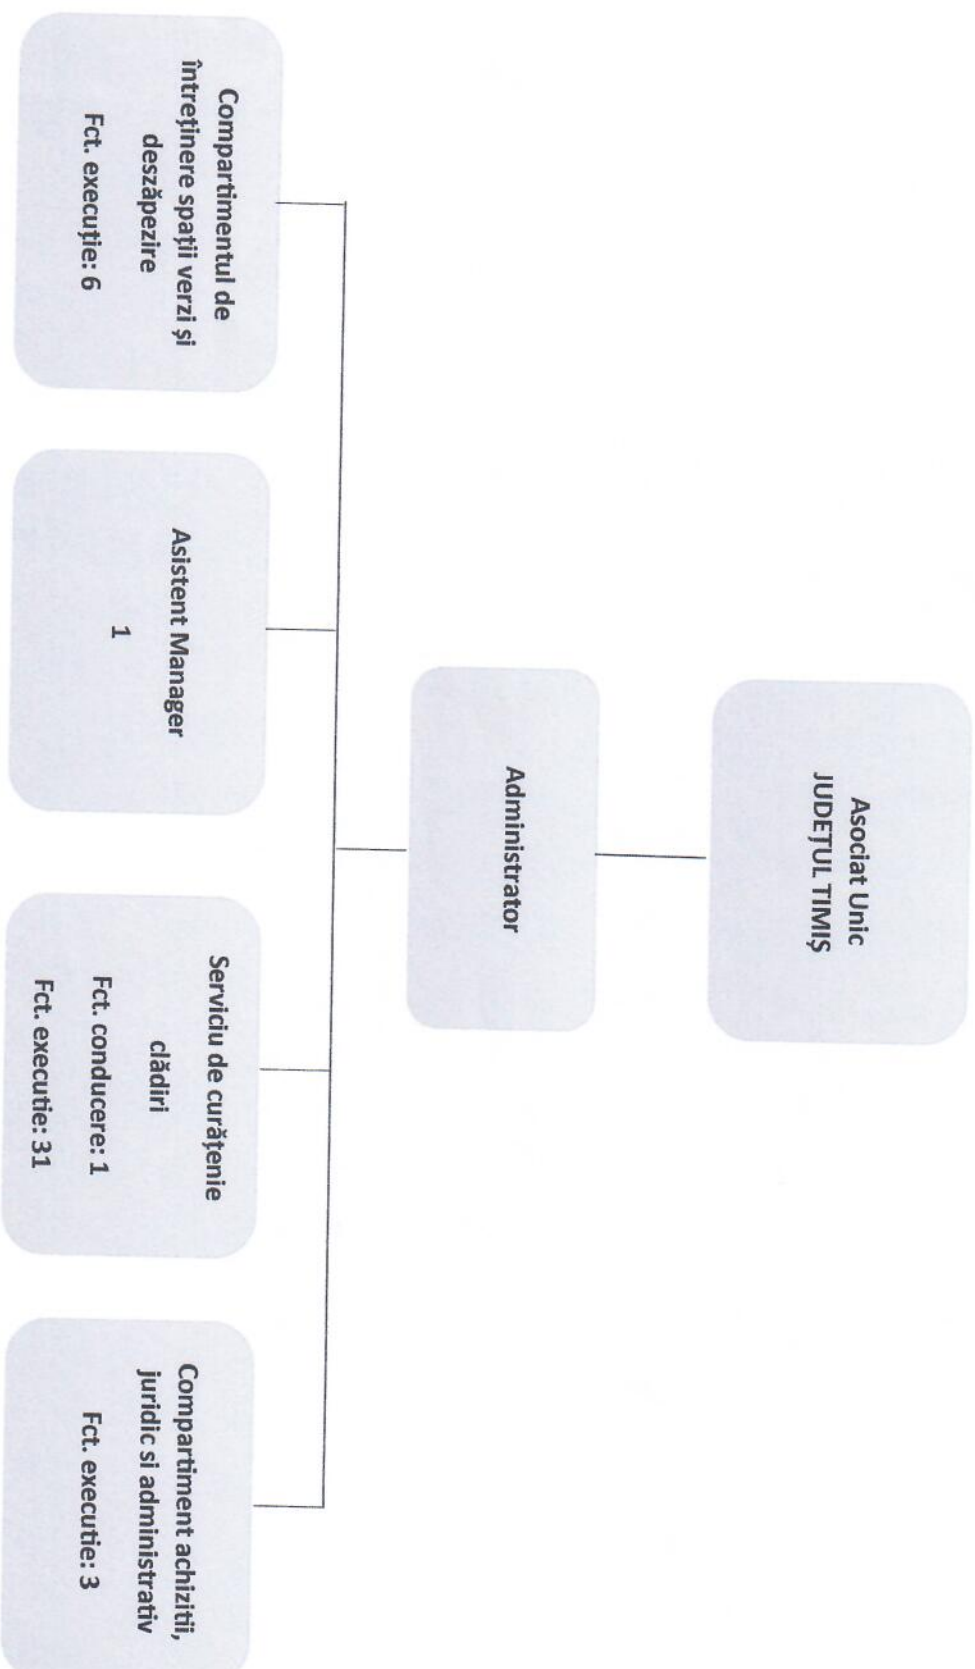 Asociat Unic
JUDEȚUL TIMIȘ
Administrator
Compartimentul de
întreținere spații verzi și
deszăpezire
Fct. execuție: 6
Asistent Manager
1
Serviciu de curățenie
clădiri
Fct. conducere: 1
Fct. executie: 31
Compartiment achizitii,
juridic si administrativ
Fct. executie: 3